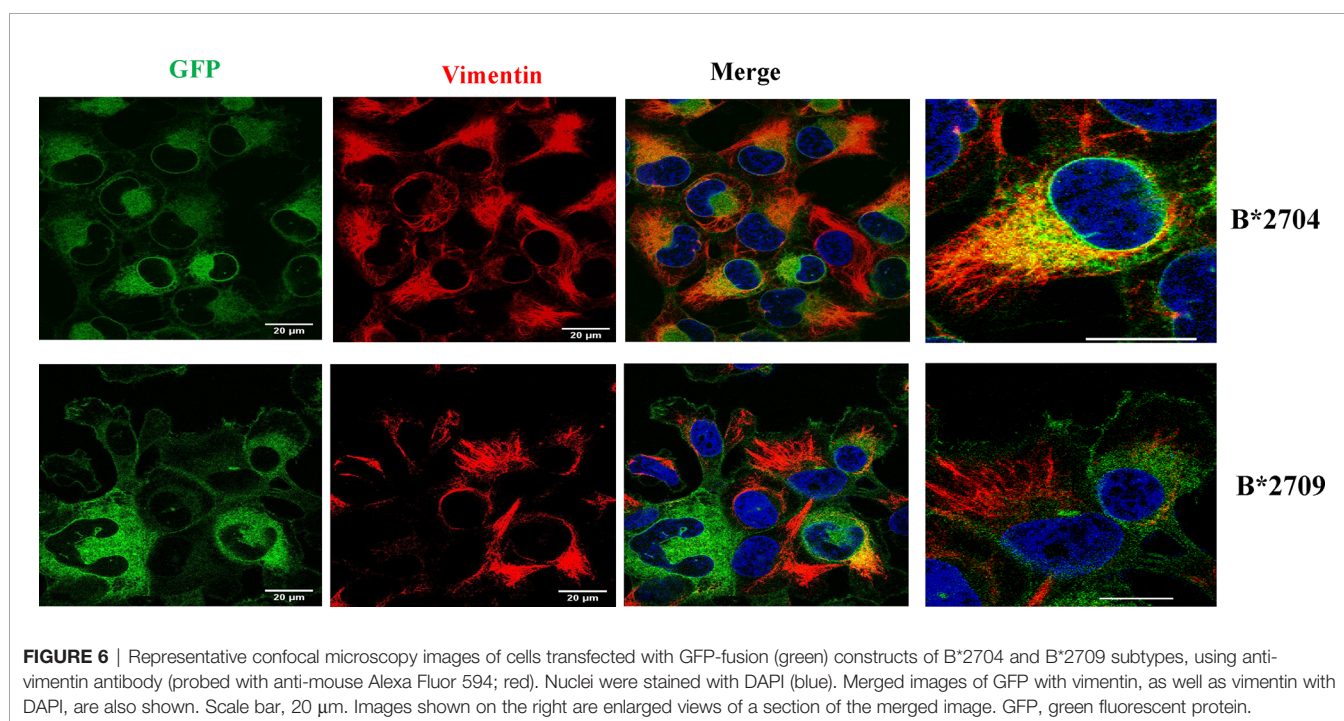 GFP
Vimentin
Merge
20 μm
20 μm
B*2704
20 μm
20 μm
B*2709
FIGURE 6 | Representative confocal microscopy images of cells transfected with GFP-fusion (green) constructs of B*2704 and B*2709 subtypes, using anti-
vimentin antibody (probed with anti-mouse Alexa Fluor 594; red). Nuclei were stained with DAPI (blue). Merged images of GFP with vimentin, as well as vimentin with
DAPI, are also shown. Scale bar, 20 μm. Images shown on the right are enlarged views of a section of the merged image. GFP, green fluorescent protein.